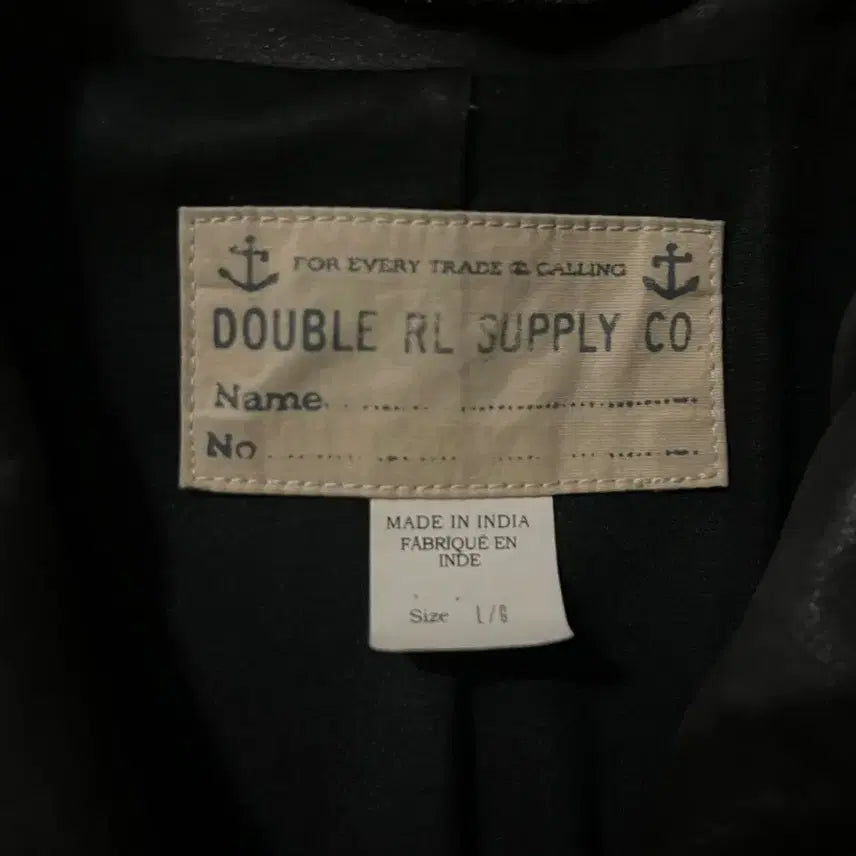 FOR EVERY TRADE & CALLING
DOUBLE RL SUPPLY CO.
Name
No
MADE IN INDIA
FABRIQUÉ EN
INDE
Size L/G